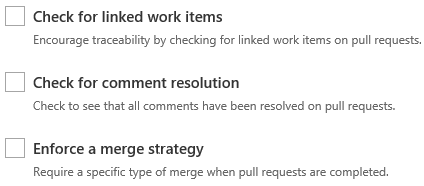 Check for linked work items
Encourage traceability by checking for linked work items on pull requests.
Check for comment resolution
Check to see that all comments have been resolved on pull requests.
Enforce a merge strategy
Require a specific type of merge when pull requests are completed.